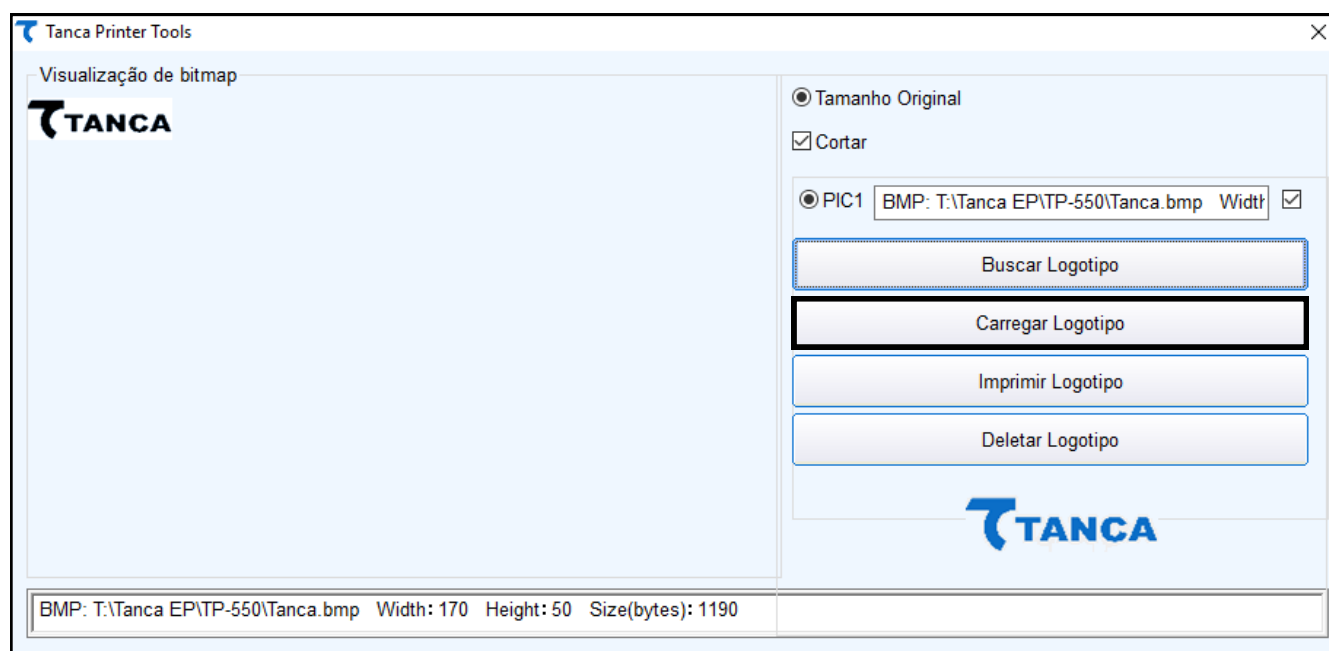 Tanca Printer Tools
Visualização de bitmap
TANCA
Tamanho Original
Cortar
PIC1 BMP: T:\Tanca EP\TP-550\Tanca.bmp Width
Buscar Logotipo
Carregar Logotipo
Imprimir Logotipo
Deletar Logotipo
TANCA
BMP: T:\Tanca EP\TP-550\Tanca.bmp Width: 170 Height: 50 Size(bytes): 1190